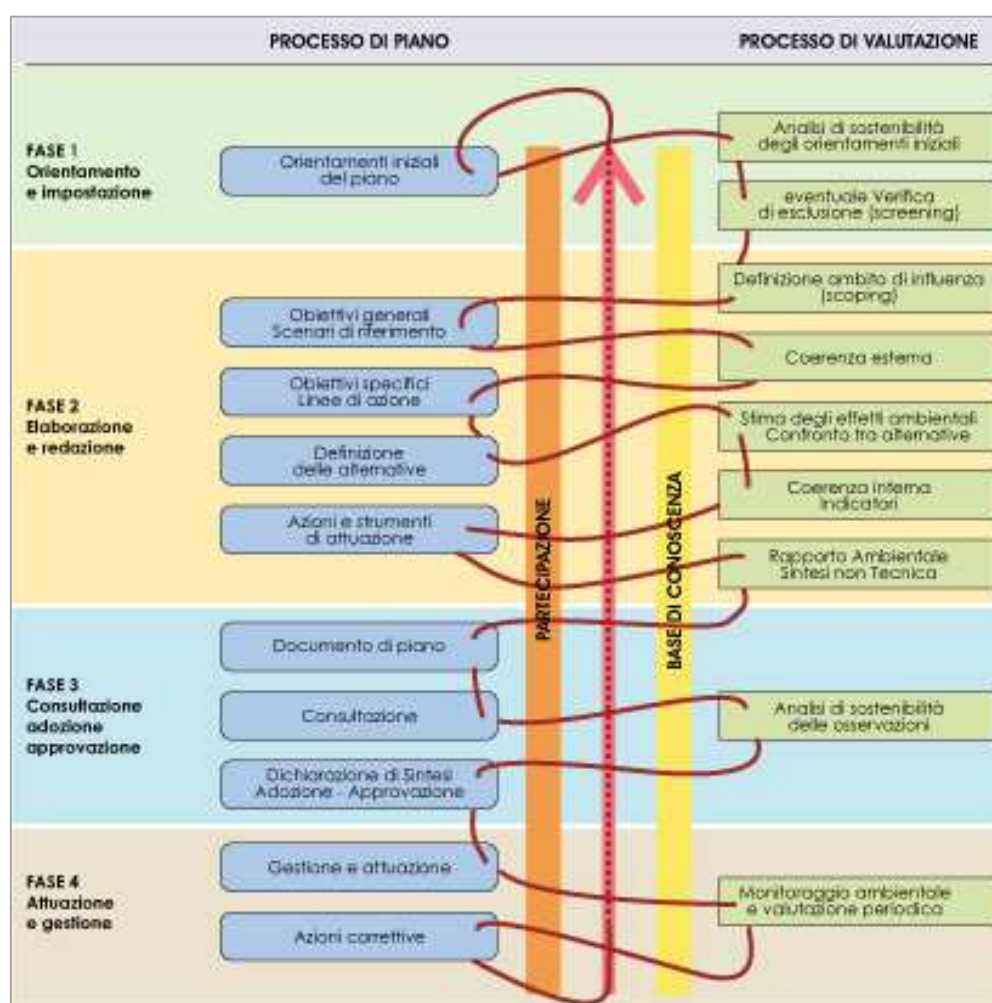 PROCESSO DI PIANO
PROCESSO DI VALUTAZIONE
FASE 1
Orientamento
e impostazione
Orientamenti iniziali
del piano
Analisi di sostenibilità
degli orientamenti iniziali
eventuale Verifica
di esclusione (screening)
FASE 2
Elaborazione
e redazione
Obiettivi generali
Scenari di riferimento
Obiettivi specifici
Linee di azione
Definizione
delle alternative
Azioni e strumenti
di attuazione
Definizione ambito di influenza
(scoping)
Coerenza esterna
Stima degli effetti ambientali
Confronto tra alternative
Coerenza interna
Indicatori
Rapporto Ambientale
Sintesi non Tecnica
PARTECIPAZIONE
BASE DI CONOSCENZA
FASE 3
Consultazione
adozione
approvazione
Documento di piano
Consultazione
Dichiarazione di Sintesi
Adozione - Approvazione
Analisi di sostenibilità
delle osservazioni
FASE 4
Attuazione
e gestione
Gestione e attuazione
Azioni correttive
Monitoraggio ambientale
e valutazione periodica